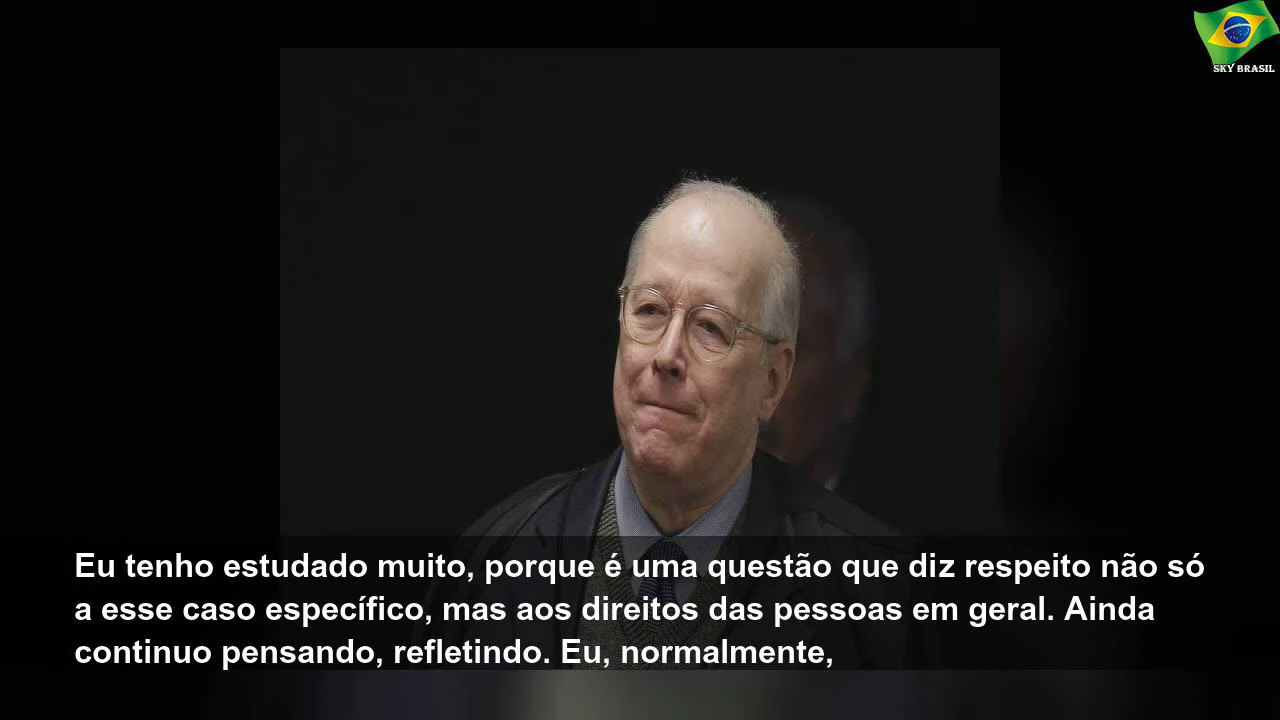 SKY BRASIL
Eu tenho estudado muito, porque é uma questão que diz respeito não só
a esse caso específico, mas aos direitos das pessoas em geral. Ainda
continuo pensando, refletindo. Eu, normalmente,